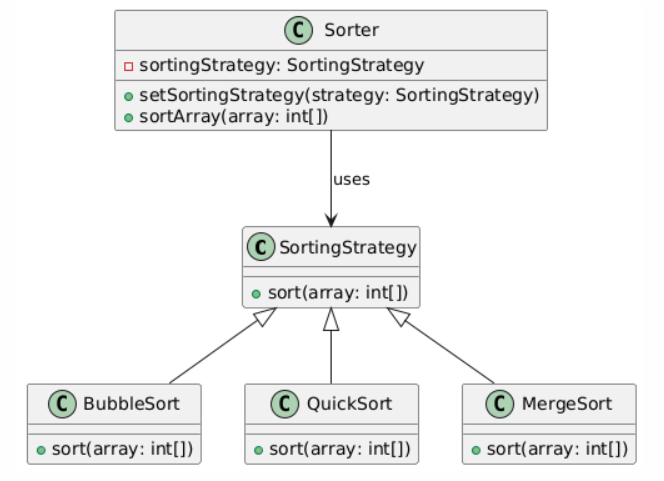 C Sorter
sortingStrategy: SortingStrategy
setSortingStrategy(strategy: SortingStrategy)
sortArray(array: int[])
uses
C SortingStrategy
sort(array: int[])
C BubbleSort
C QuickSort
C MergeSort
sort(array: int[])
sort(array: int[])
sort(array: int[])